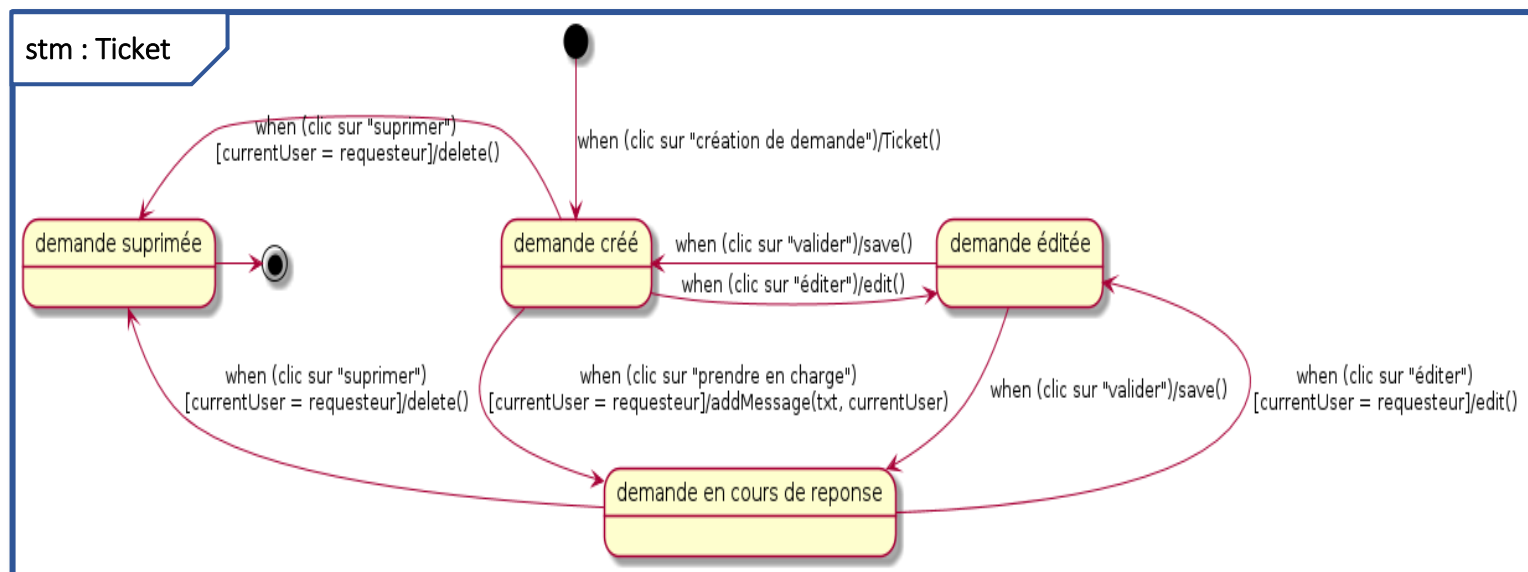 stm : Ticket
when (clic sur "suprimer")
[currentUser = requesteur]/delete()
when (clic sur "création de demande")/Ticket()
demande suprimée
demande créé
when (clic sur "valider")/save()
demande éditée
when (clic sur "éditer")/edit()
when (clic sur "suprimer")
[currentUser = requesteur]/delete()
when (clic sur "prendre en charge")
[currentUser = requesteur]/addMessage(txt, currentUser)
when (clic sur "valider")/save()
when (clic sur "éditer")
[currentUser = requesteur]/edit()
demande en cours de reponse